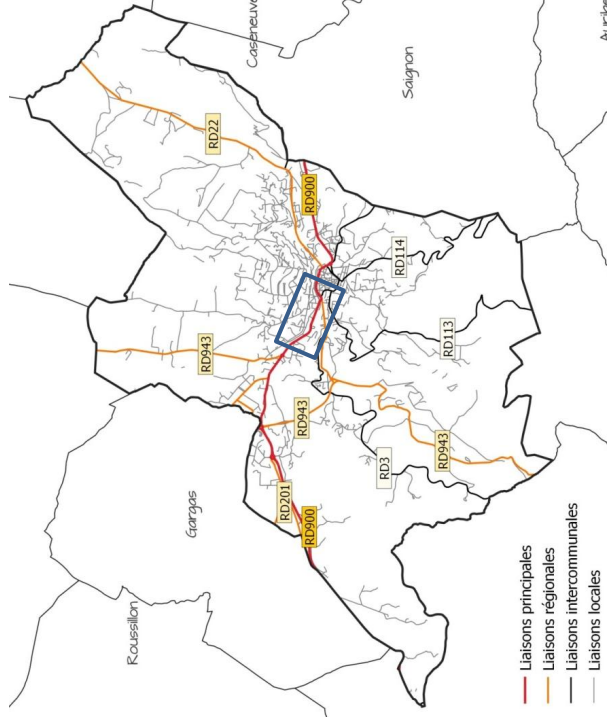 Caseneuve
Auribe
Saignon
RD22
RD900
RD114
RD113
RD943
RD943
RD943
RD3
RD201
RD900
Gargas
Roussillon
Liaisons principales
Liaisons régionales
Liaisons intercommunales
Liaisons locales